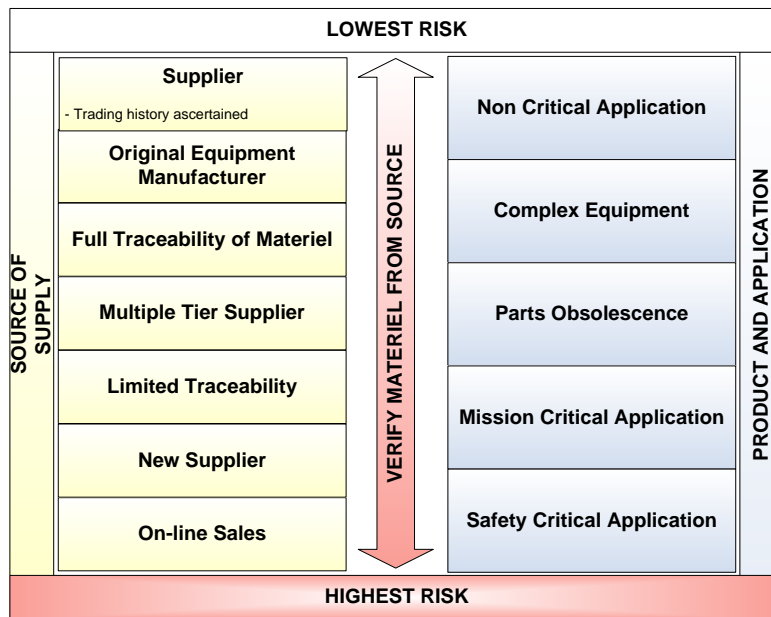 LOWEST RISK
SOURCE OF
SUPPLY
Supplier
- Trading history ascertained
Original Equipment
Manufacturer
Full Traceability of Materiel
Multiple Tier Supplier
Limited Traceability
New Supplier
On-line Sales
VERIFY MATERIEL FROM SOURCE
Non Critical Application
Complex Equipment
Parts Obsolescence
Mission Critical Application
Safety Critical Application
PRODUCT AND APPLICATION
HIGHEST RISK